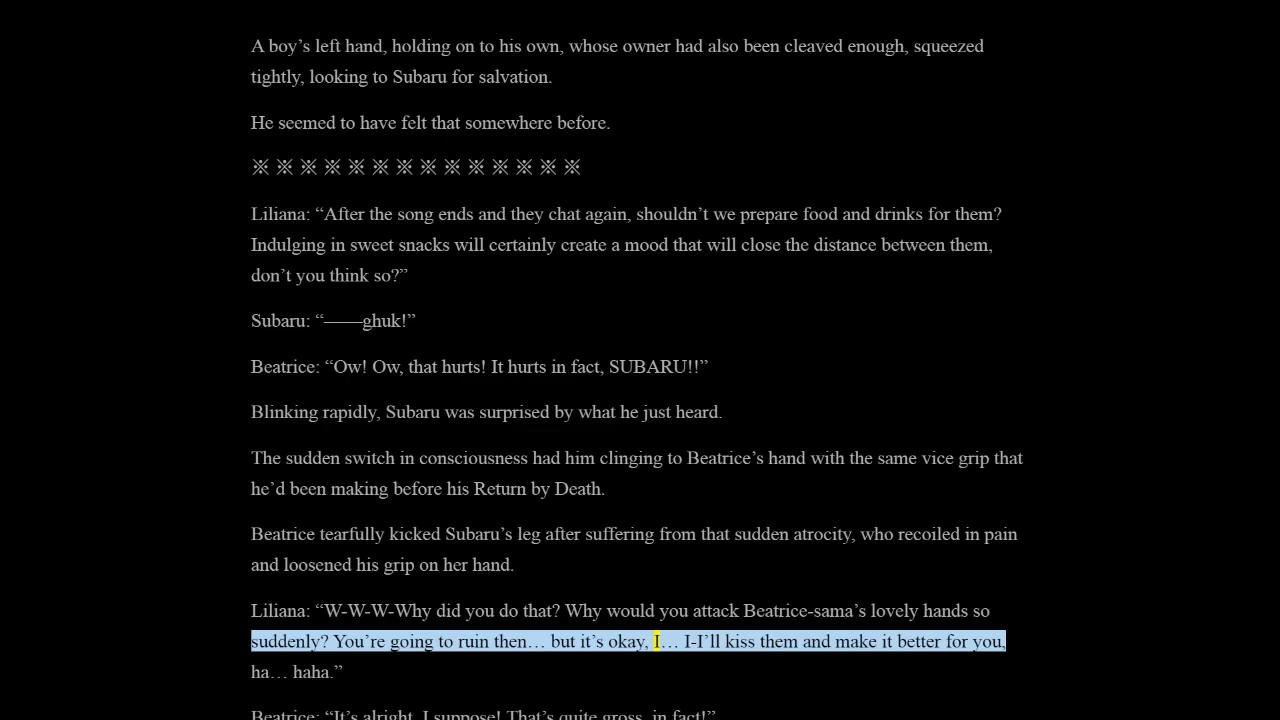 A boy’s left hand, holding on to his own, whose owner had also been cleaved enough, squeezed
tightly, looking to Subaru for salvation.
He seemed to have felt that somewhere before.
※ ※ ※ ※ ※ ※ ※ ※ ※ ※ ※ ※ ※ ※
Liliana: “After the song ends and they chat again, shouldn’t we prepare food and drinks for them?
Indulging in sweet snacks will certainly create a mood that will close the distance between them,
don’t you think so?”
Subaru: “――ghuk!”
Beatrice: “Ow! Ow, that hurts! It hurts in fact, SUBARU!!”
Blinking rapidly, Subaru was surprised by what he just heard.
The sudden switch in consciousness had him clinging to Beatrice’s hand with the same vice grip that
he’d been making before his Return by Death.
Beatrice tearfully kicked Subaru’s leg after suffering from that sudden atrocity, who recoiled in pain
and loosened his grip on her hand.
Liliana: “W-W-W-Why did you do that? Why would you attack Beatrice-sama’s lovely hands so
suddenly? You’re going to ruin then… but it’s okay, I… I-I’ll kiss them and make it better for you,
ha… haha.”
Beatrice: “It’s alright, I suppose! That’s quite gross, in fact!”